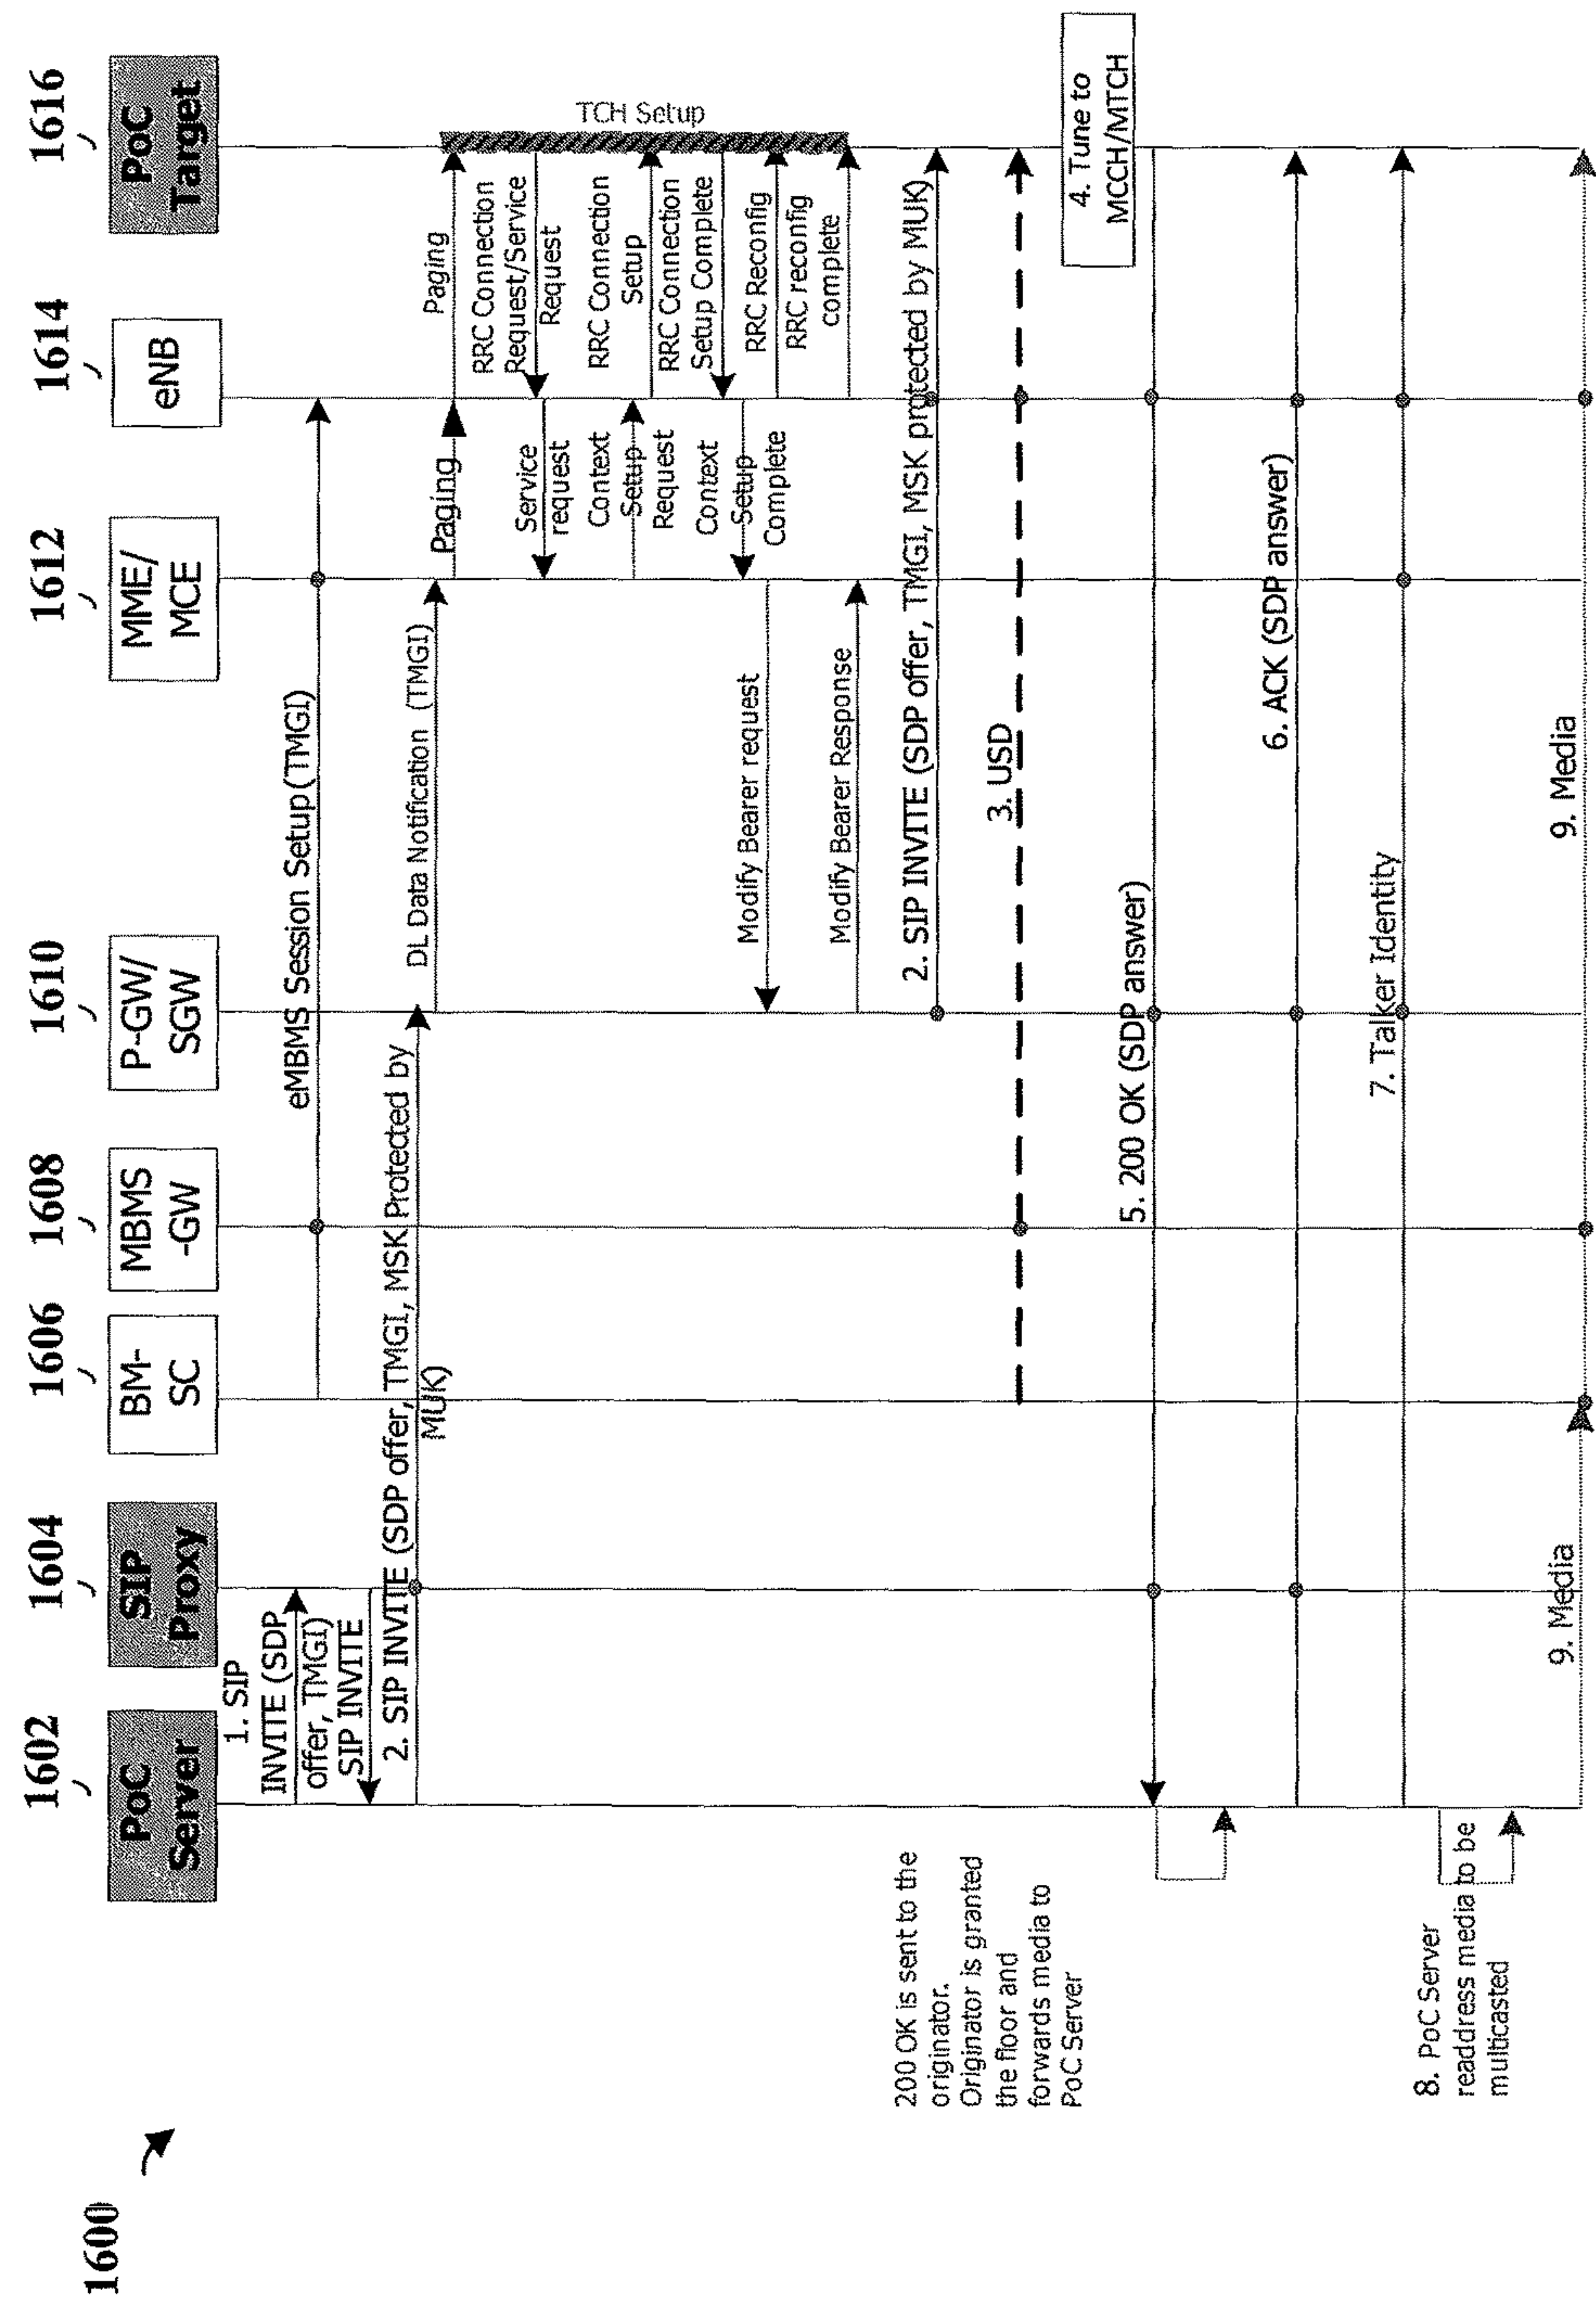 1600
1602
1604
1606
1608
1610
1612
1614
1616
PoC
Server
SIP
Proxy
BM-
SC
MBMS
-GW
P-GW/
SGW
MME/
MCE
eNB
PoC
Target
1. SIP
INVITE (SDP
offer, TMGI)
SIP INVITE
eMBMS Session Setup(TMGI)
2. SIP INVITE (SDP offer, TMGI, MSK Protected by
MUK)
DL Data Notification (TMGI)
Paging
Paging
TCH Setup
RRC Connection
Request/Service
Request
Service
request
RRC Connection
Setup
Context
Setup
Request
RRC Connection
Setup Complete
Context
Setup
Complete
RRC Reconfig
RRC reconfig
complete
Modify Bearer request
Modify Bearer Response
2. SIP INVITE (SDP offer, TMGI, MSK protected by MUK)
3. USD
4. Tune to
MCCH/MTCH
5. 200 OK (SDP answer)
200 OK is sent to the
originator.
Originator is granted
the floor and
forwards media to
PoC Server
6. ACK (SDP answer)
7. Talker Identity
8. PoC Server
readdress media to be
multicasted
9. Media
9. Media